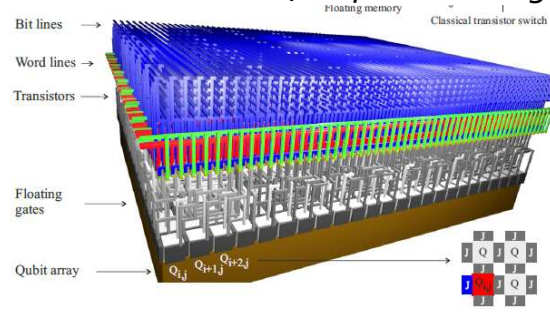 Floating memory
Classical transistor switch
Bit lines
Word lines
Transistors
Floating
gates
Qubit array
Qi,j
Qi+1,j
Qi+2,j
J J
J Q J Q
J J
J Qi,j J Q
J J